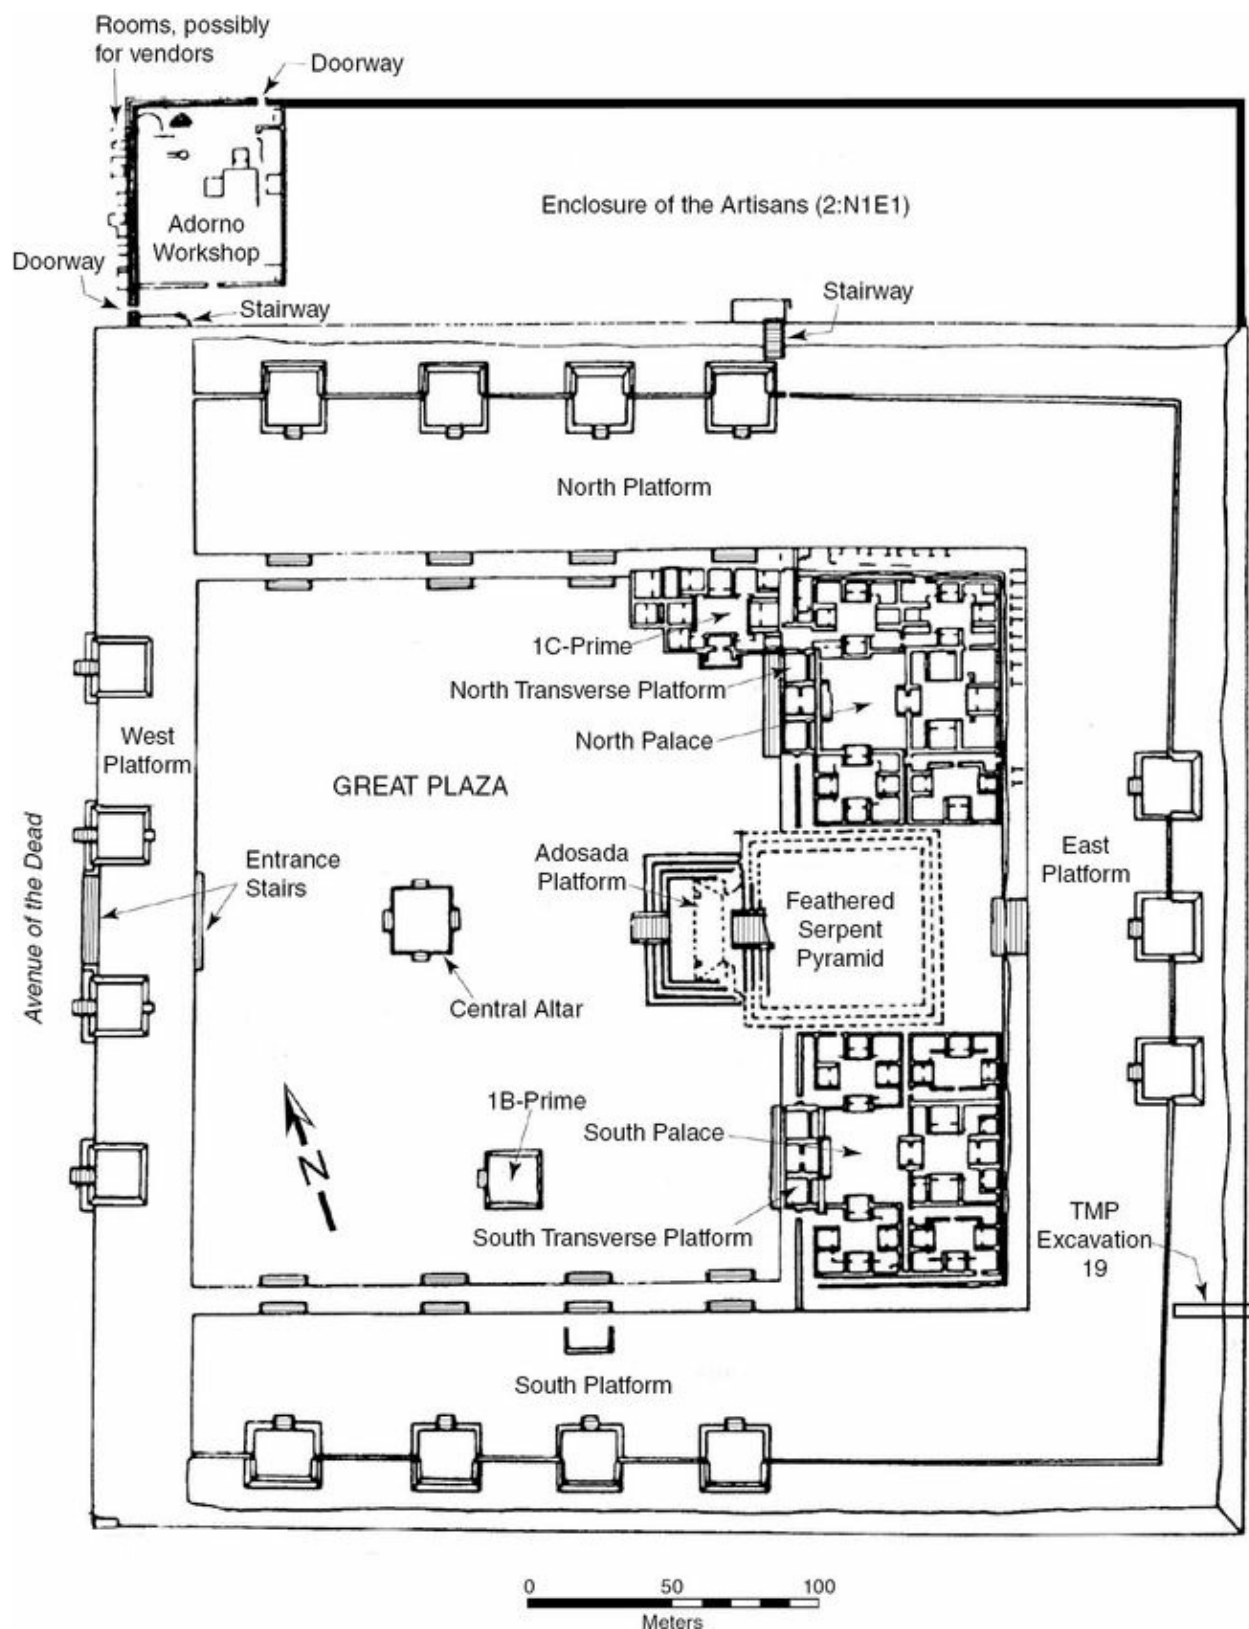 Rooms, possibly
for vendors
Doorway
Enclosure of the Artisans (2:N1E1)
Adorno
Workshop
Doorway
Stairway
Stairway
North Platform
1C-Prime
North Transverse Platform
North Palace
West
Platform
GREAT PLAZA
Avenue of the Dead
Entrance
Stairs
Adosada
Platform
Feathered
Serpent
Pyramid
East
Platform
Central Altar
1B-Prime
South Palace
N
South Transverse Platform
TMP
Excavation
19
South Platform
0 50 100
Meters